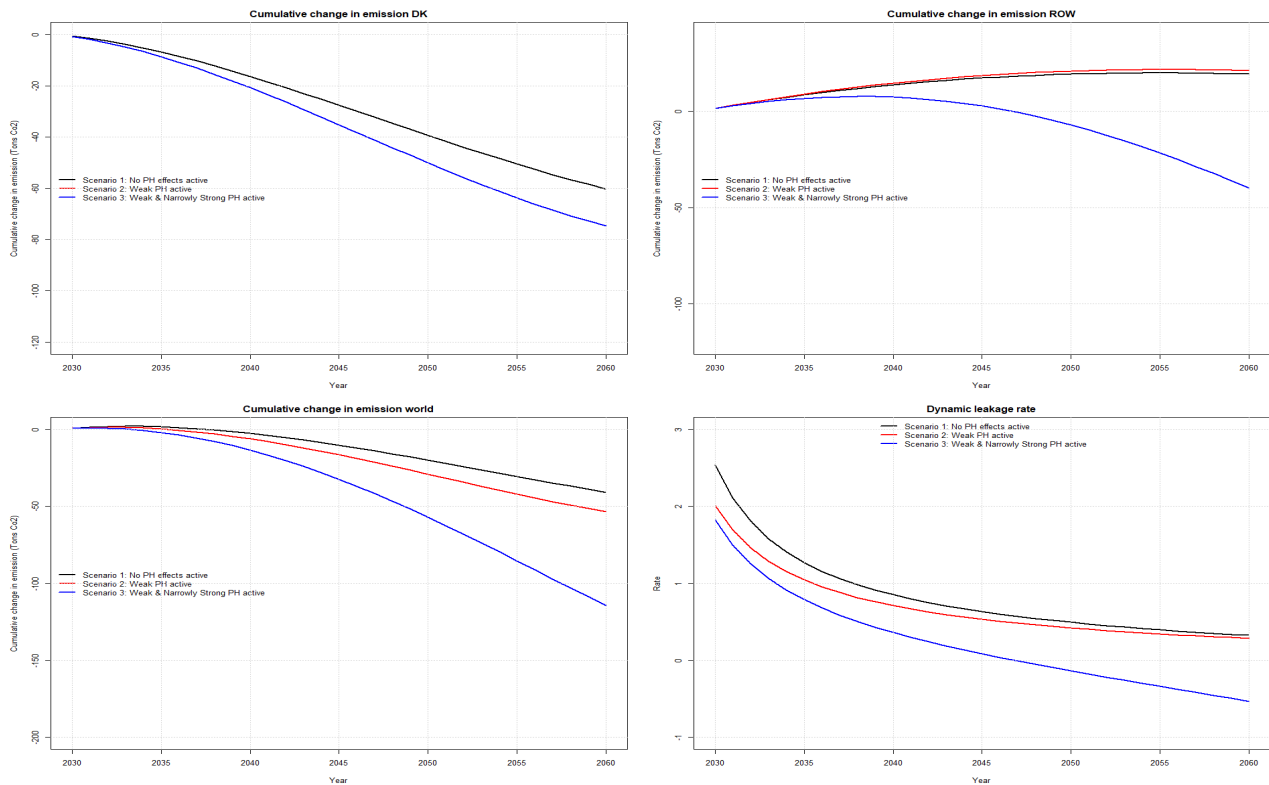 Cumulative change in emission DK
Cumulative change in emission (Tons Co2)
0
-20
-40
-60
-80
-100
-120
Scenario 1: No PH effects active
Scenario 2: Weak PH active
Scenario 3: Weak & Narrowly Strong PH active
2030
2035
2040
2045
2050
2055
2060
Year
Cumulative change in emission ROW
Cumulative change in emission (Tons Co2)
0
-50
-100
Scenario 1: No PH effects active
Scenario 2: Weak PH active
Scenario 3: Weak & Narrowly Strong PH active
2030
2035
2040
2045
2050
2055
2060
Year
Cumulative change in emission world
Cumulative change in emission (Tons Co2)
0
-50
-100
-150
-200
Scenario 1: No PH effects active
Scenario 2: Weak PH active
Scenario 3: Weak & Narrowly Strong PH active
2030
2035
2040
2045
2050
2055
2060
Year
Dynamic leakage rate
Rate
3
2
1
0
-1
Scenario 1: No PH effects active
Scenario 2: Weak PH active
Scenario 3: Weak & Narrowly Strong PH active
2030
2035
2040
2045
2050
2055
2060
Year